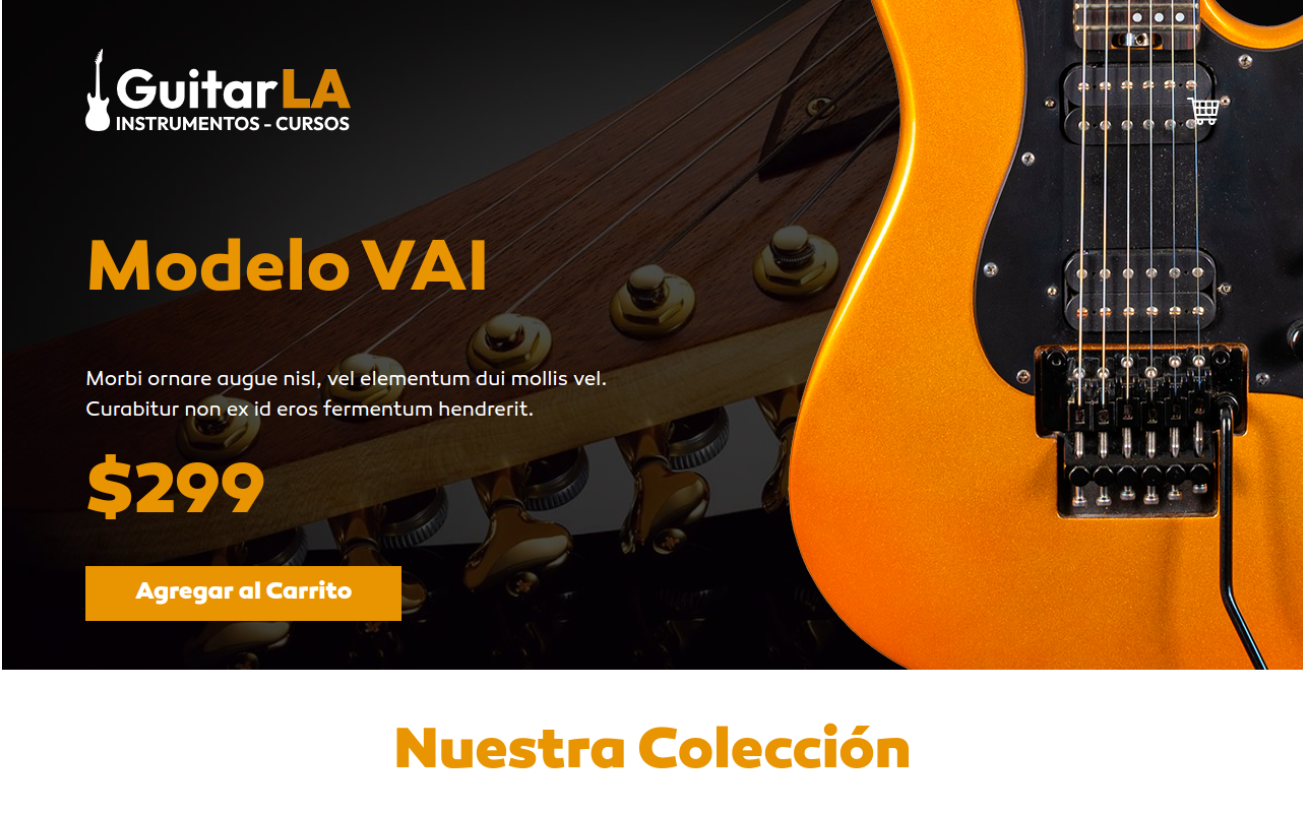 GuitarLA
INSTRUMENTOS - CURSOS
Modelo VAI
Morbi ornare augue nisl, vel elementum dui mollis vel.
Curabitur non ex id eros fermentum hendrerit.
$299
Agregar al Carrito
Nuestra Colección